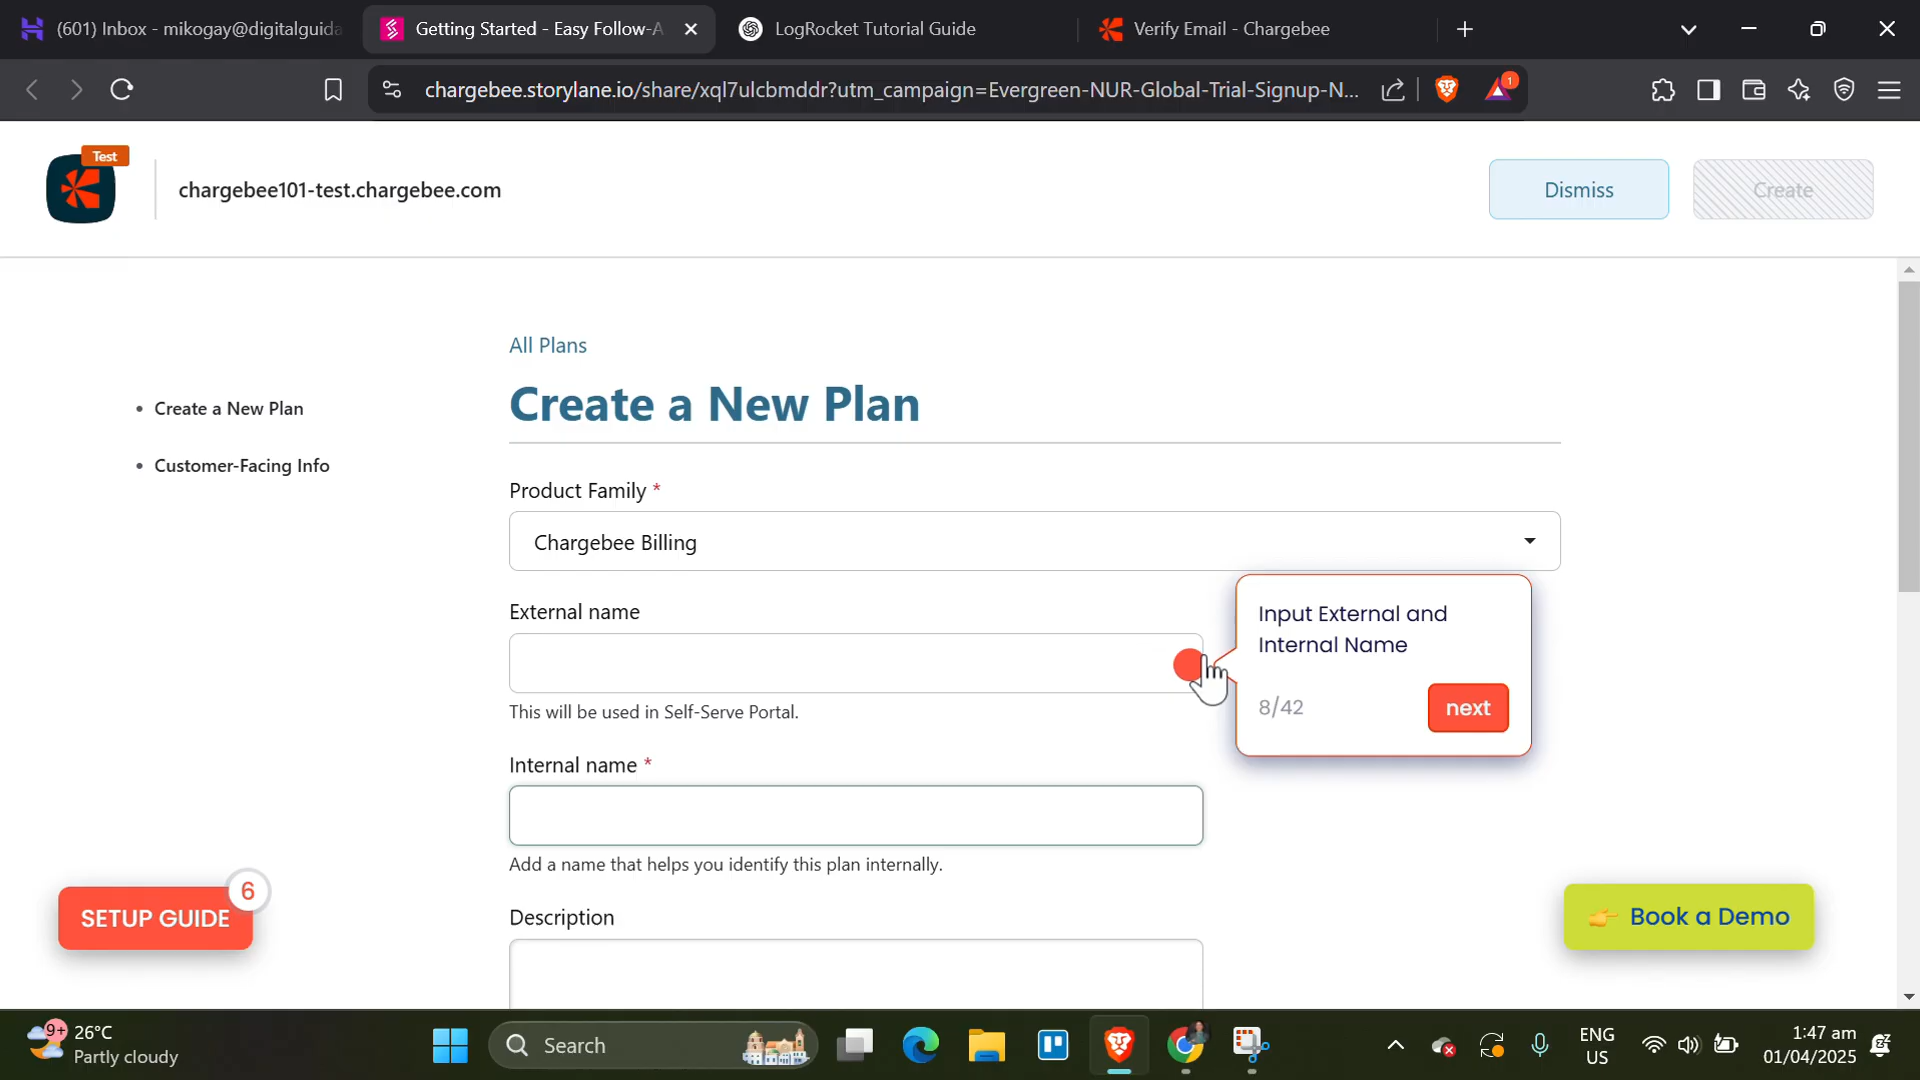 (601) Inbox - mikogay@digitalguida
Getting Started - Easy Follow-A
LogRocket Tutorial Guide
Verify Email - Chargebee
chargebee.storylane.io/share/xql7ulcbmddr?utm_campaign=Evergreen-NUR-Global-Trial-Signup-N...
1
Test
chargebee101-test.chargebee.com
Dismiss
Create
All Plans
Create a New Plan
Create a New Plan
Customer-Facing Info
Product Family *
Chargebee Billing
External name
This will be used in Self-Serve Portal.
Input External and
Internal Name
8/42
next
Internal name *
Add a name that helps you identify this plan internally.
Description
SETUP GUIDE
6
👉 Book a Demo
9+
26°C
Partly cloudy
Search
ENG
US
1:47 am
01/04/2025